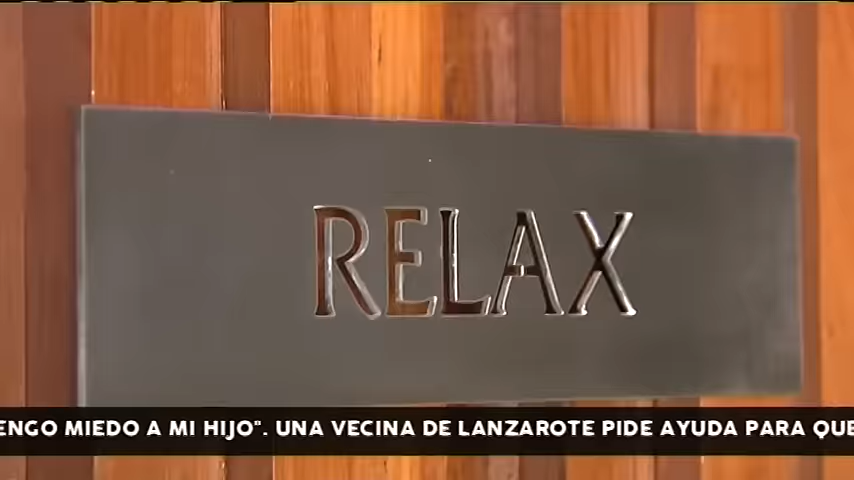 RELAX
ENGO MIEDO A MI HIJO". UNA VECINA DE LANZAROTE PIDE AYUDA PARA QUE